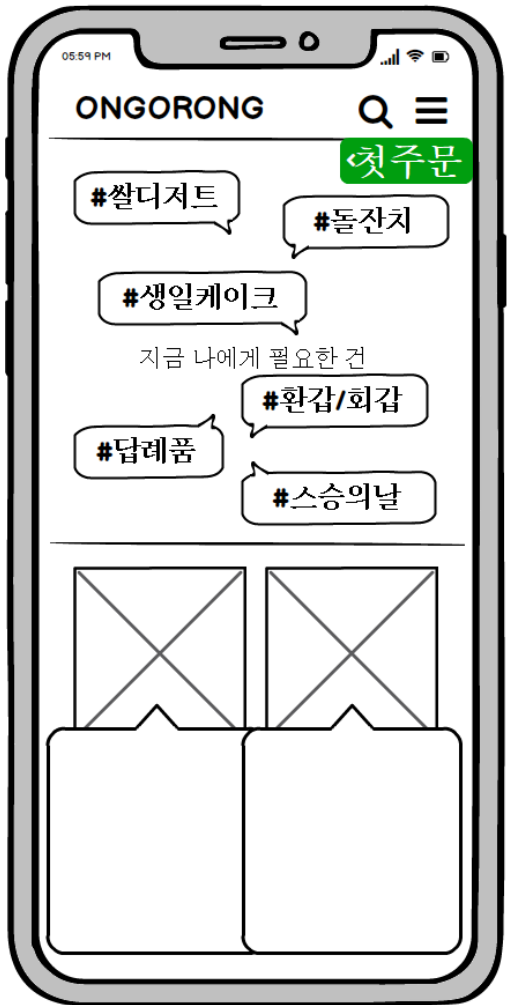 05:59 PM
ONGORONG
<첫주문
#쌀디저트
#돌잔치
#생일케이크
지금 나에게 필요한 건
#환갑/회갑
#답례품
#스승의날